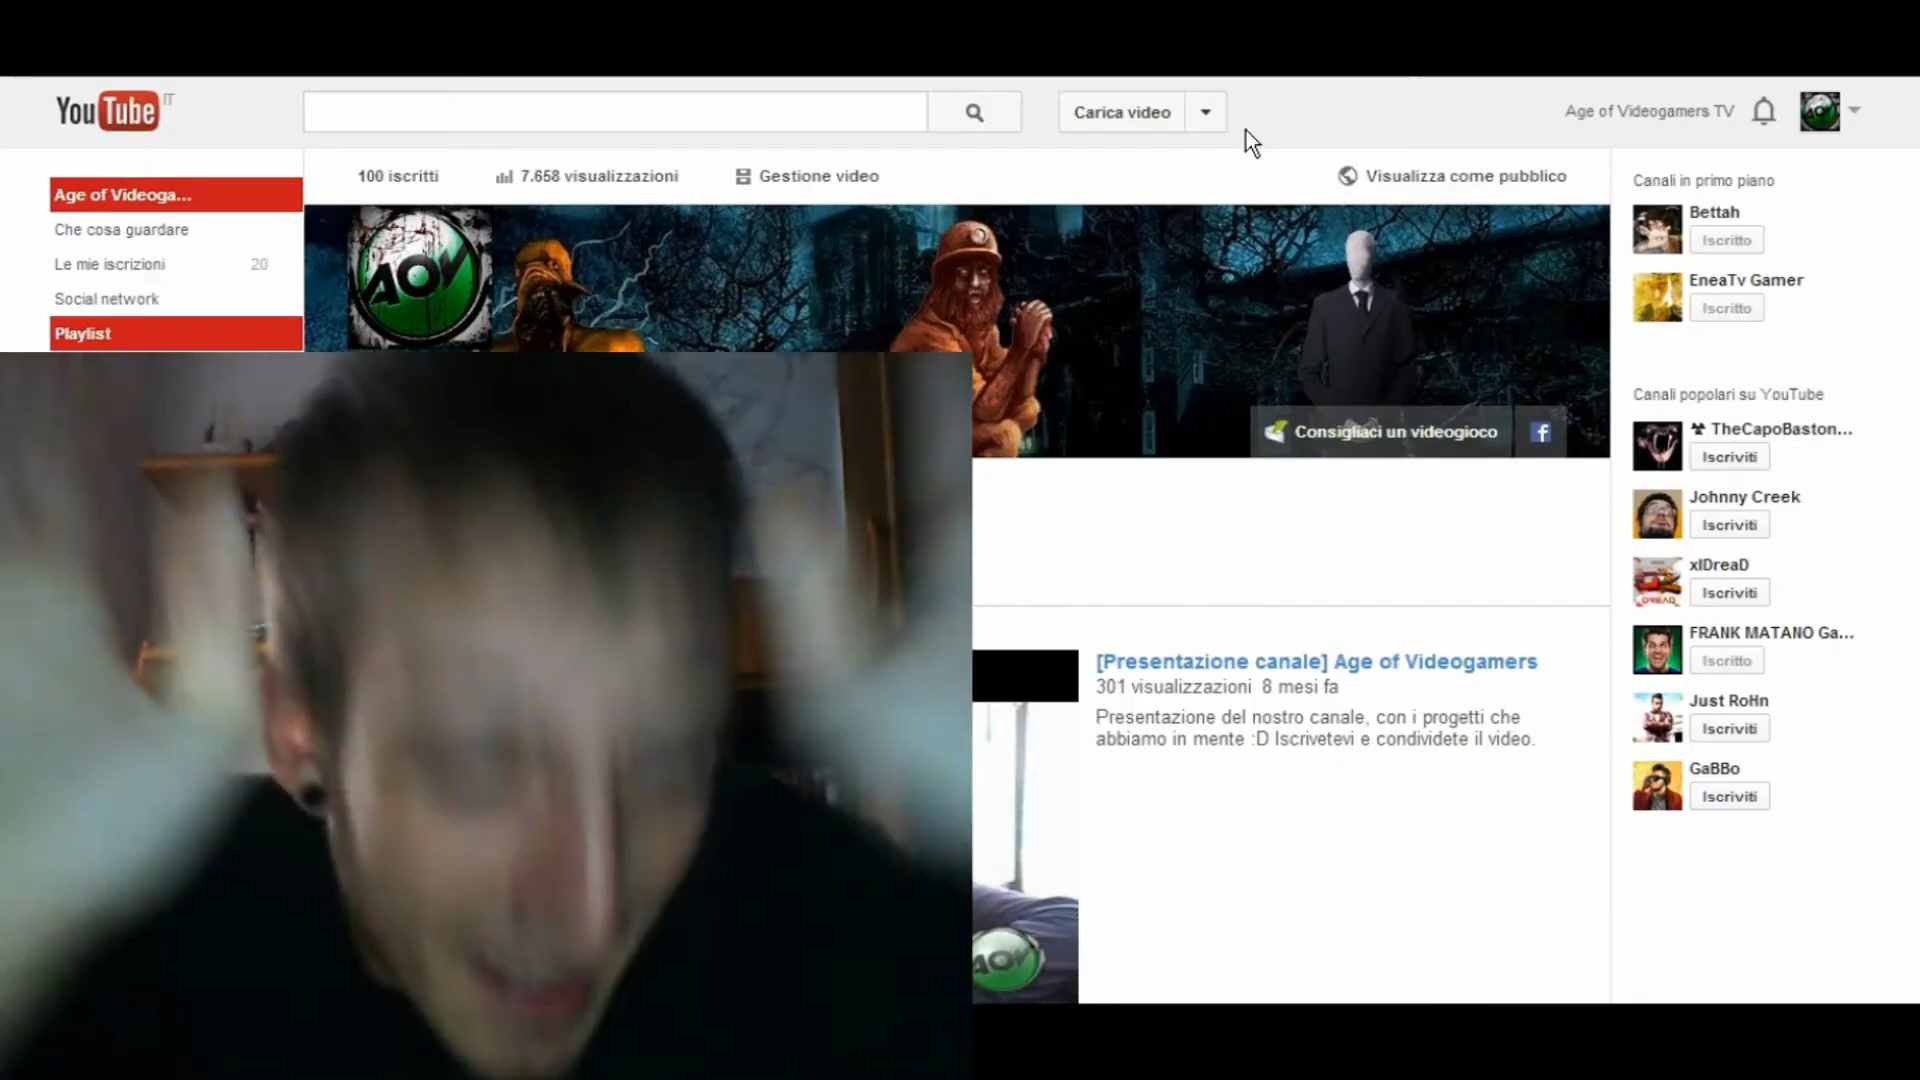 YouTube IT
Carica video
Age of Videogamers TV
100 iscritti
7.658 visualizzazioni
Gestione video
Visualizza come pubblico
Age of Videoga...
Che cosa guardare
Le mie iscrizioni 20
Social network
Playlist
AOV
Consigliaci un videogioco
f
[Presentazione canale] Age of Videogamers
301 visualizzazioni 8 mesi fa
Presentazione del nostro canale, con i progetti che
abbiamo in mente :D Iscrivetevi e condividete il video.
AOV
Canali in primo piano
Bettah
Iscritto
EneaTv Gamer
Iscritto
Canali popolari su YouTube
TheCapoBaston...
Iscriviti
Johnny Creek
Iscriviti
xIDreaD
Iscriviti
DREAD
FRANK MATANO Ga...
Iscritto
Just RoHn
Iscriviti
GaBBo
Iscriviti